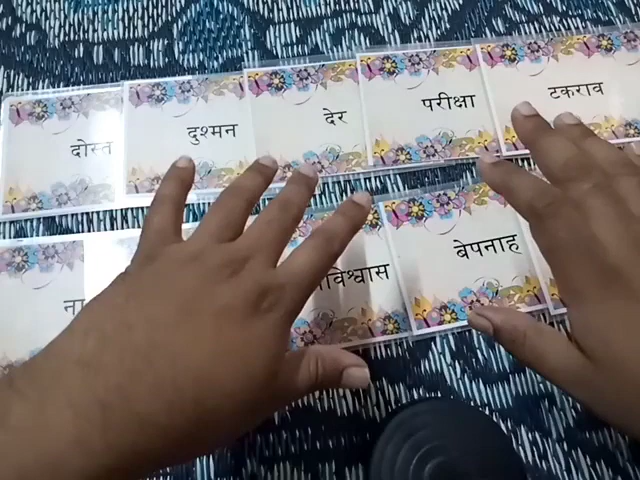 दोस्त
दुश्मन
देर
परीक्षा
टकराव
बेपनाह